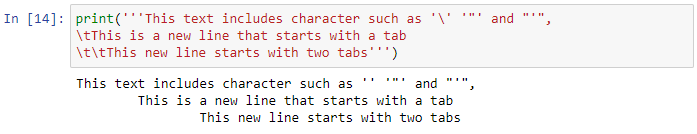 In [14]: print('''This text includes character such as '\' '"' and "'",
\tThis is a new line that starts with a tab
\t\tThis new line starts with two tabs''')
This text includes character such as '' '"' and "'",
	This is a new line that starts with a tab
		This new line starts with two tabs